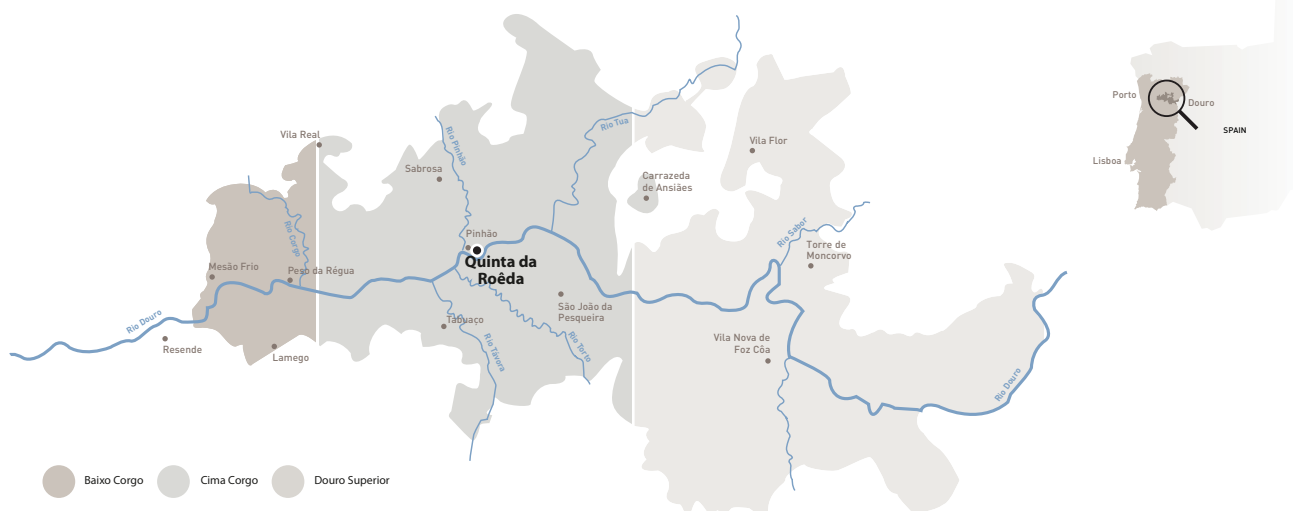 Porto
Douro
SPAIN
Lisboa
Vila Real
Rio Pinhão
Rio Tua
Vila Flor
Sabrosa
Carrazeda
de Ansiães
Rio Corgo
Pinhão
Rio Sabor
Torre de
Moncorvo
Mesão Frio
Peso da Régua
Quinta da
Roêda
São João da
Pesqueira
Rio Douro
Tabuaço
Resende
Lamego
Rio Távora
Rio Torto
Vila Nova de
Foz Côa
Rio Douro
Baixo Corgo
Cima Corgo
Douro Superior